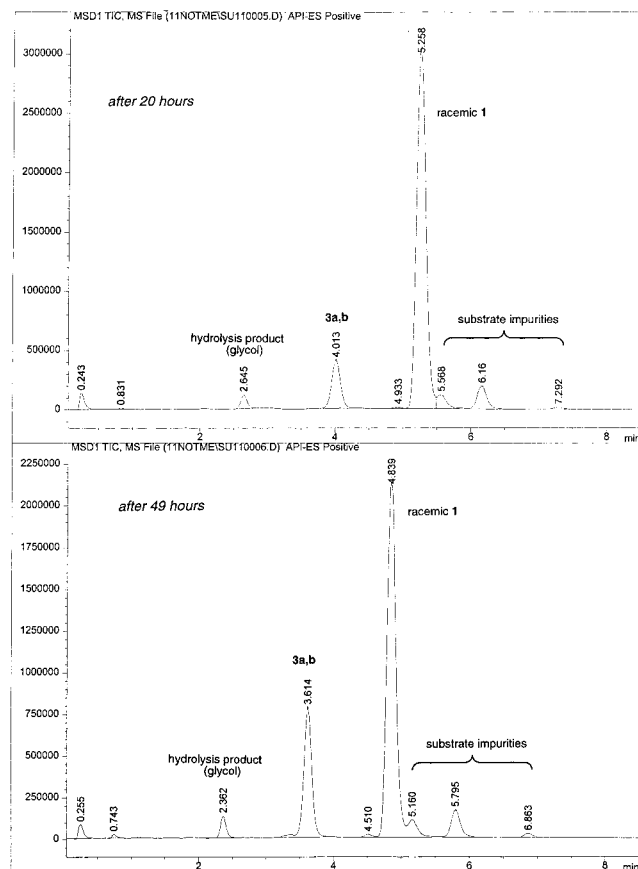 MSD1 TIC, MS File (11NOTME\SU110005.D) API-ES Positive
3000000
2500000
2000000
1500000
1000000
500000
0
after 20 hours
5.258
racemic 1
3a,b
substrate impurities
hydrolysis product
(glycol)
0.243
0.831
2.645
4.013
4.933
5.568
6.16
7.292
2
4
6
8
min
MSD1 TIC, MS File (11NOTME\SU110006.D) API-ES Positive
2250000
2000000
1750000
1500000
1250000
1000000
750000
500000
250000
0
after 49 hours
4.839
racemic 1
3a,b
substrate impurities
hydrolysis product
(glycol)
0.255
0.743
2.362
3.614
4.510
5.160
5.795
6.863
2
4
6
8
min